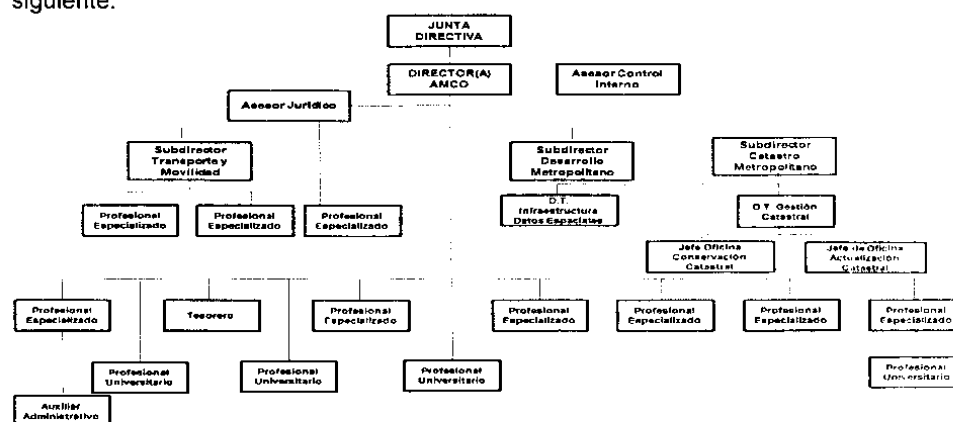 siguiente:
JUNTA
DIRECTIVA
DIRECTOR(A)
AMCO
Asesor Control
Interno
Asesor Jurídico
Subdirector
Transporte y
Movilidad
Subdirector
Desarrollo
Metropolitano
Subdirector
Catastro
Metropolitano
Profesional
Especializado
Profesional
Especializado
Profesional
Especializado
D.T.
Infraestructura
Datos Espaciales
D.T. Gestión
Catastral
Jefe Oficina
Conservación
Catastral
Jefe de Oficina
Actualización
Catastral
Profesional
Especializado
Tesorero
Profesional
Especializado
Profesional
Especializado
Profesional
Especializado
Profesional
Especializado
Profesional
Especializado
Profesional
Universitario
Profesional
Universitario
Profesional
Universitario
Profesional
Universitario
Auxiliar
Administrativo